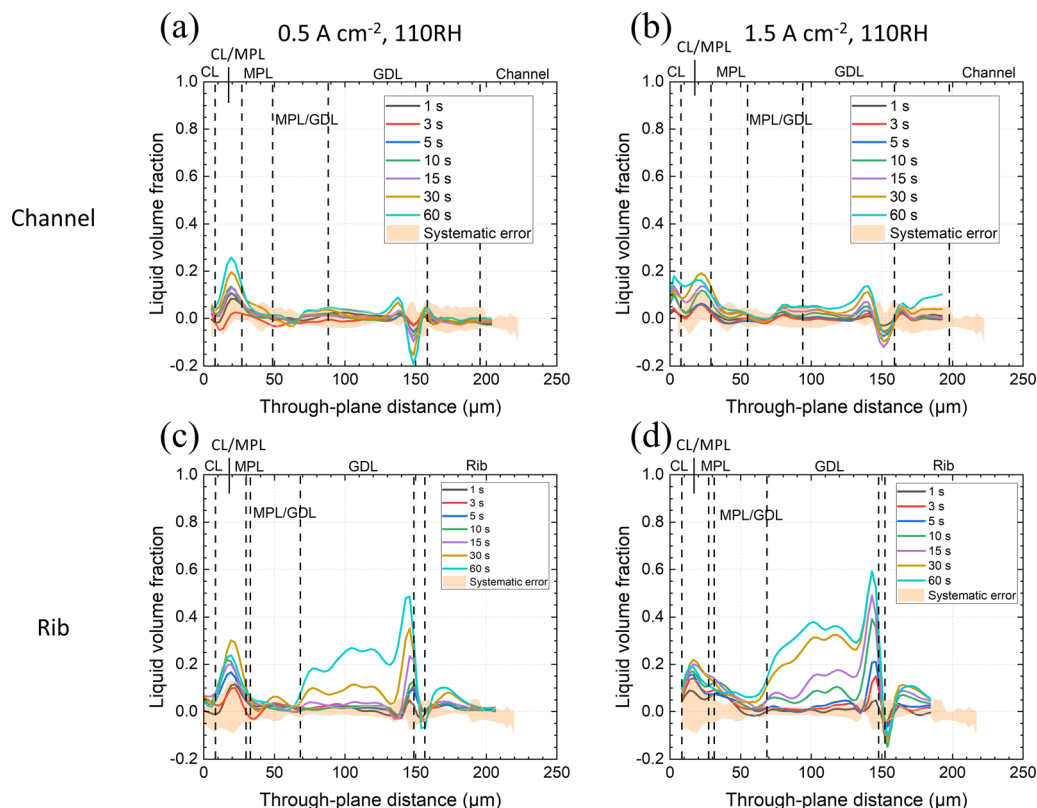 (a) 0.5 A cm⁻², 110RH
CL/MPL
CL MPL GDL Channel
MPL/GDL
1 s
3 s
5 s
10 s
15 s
30 s
60 s
Systematic error
Channel
Liquid volume fraction
1.0
0.8
0.6
0.4
0.2
0.0
-0.2
0 50 100 150 200 250
Through-plane distance (μm)
(b) 1.5 A cm⁻², 110RH
CL/MPL
CL MPL GDL Channel
MPL/GDL
1 s
3 s
5 s
10 s
15 s
30 s
60 s
Systematic error
Liquid volume fraction
1.0
0.8
0.6
0.4
0.2
0.0
-0.2
0 50 100 150 200 250
Through-plane distance (μm)
(c)
CL/MPL
CL MPL GDL Rib
MPL/GDL
1 s
3 s
5 s
10 s
15 s
30 s
60 s
Systematic error
Rib
Liquid volume fraction
1.0
0.8
0.6
0.4
0.2
0.0
-0.2
0 50 100 150 200 250
Through-plane distance (μm)
(d)
CL/MPL
CL MPL GDL Rib
MPL/GDL
1 s
3 s
5 s
10 s
15 s
30 s
60 s
Systematic error
Liquid volume fraction
1.0
0.8
0.6
0.4
0.2
0.0
-0.2
0 50 100 150 200 250
Through-plane distance (μm)